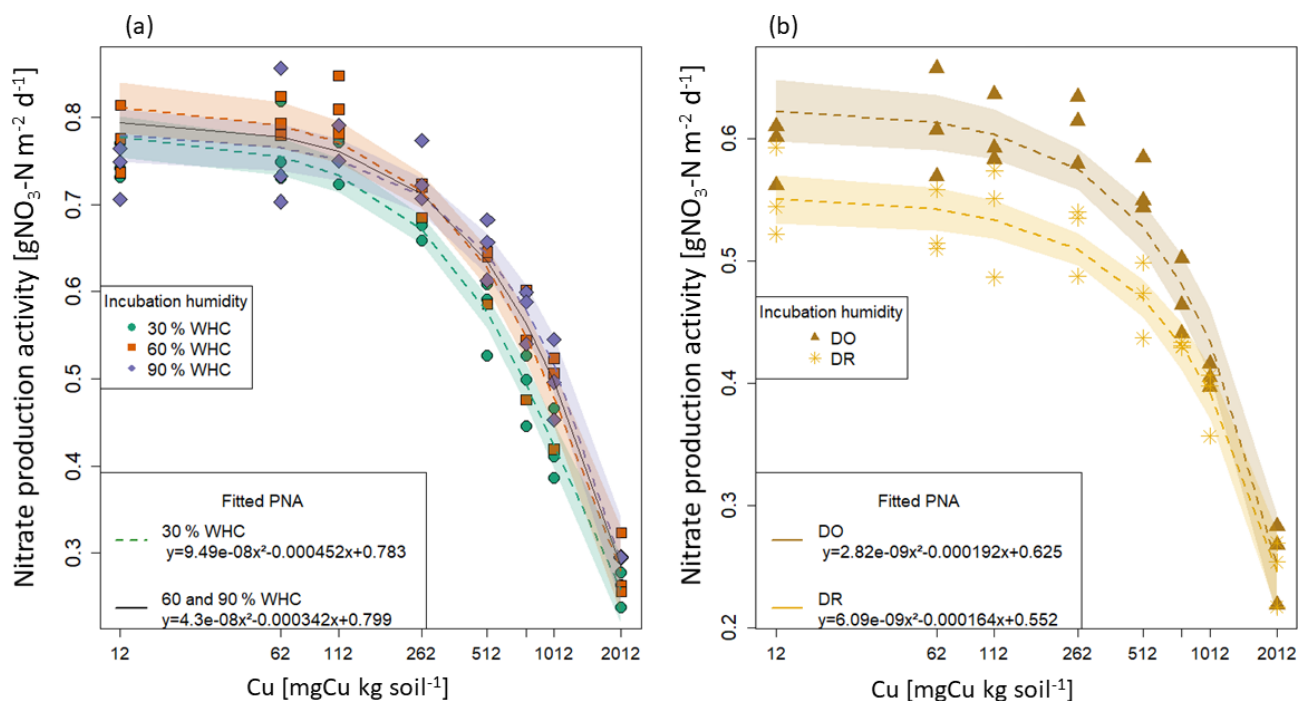 (a)
Nitrate production activity [gNO₃-N m⁻² d⁻¹]
0.8
0.7
0.6
0.5
0.4
0.3
Incubation humidity
30 % WHC
60 % WHC
90 % WHC
Fitted PNA
30 % WHC
y=9.49e-08x²-0.000452x+0.783
60 and 90 % WHC
y=4.3e-08x²-0.000342x+0.799
12 62 112 262 512 1012 2012
Cu [mgCu kg soil⁻¹]
(b)
Nitrate production activity [gNO₃-N m⁻² d⁻¹]
0.6
0.5
0.4
0.3
0.2
Incubation humidity
DO
DR
Fitted PNA
DO
y=2.82e-09x²-0.000192x+0.625
DR
y=6.09e-09x²-0.000164x+0.552
12 62 112 262 512 1012 2012
Cu [mgCu kg soil⁻¹]